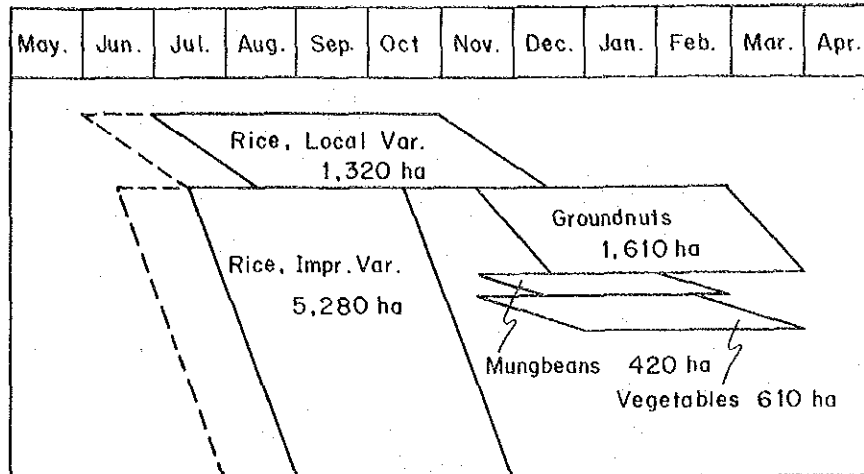 May. Jun. Jul. Aug. Sep. Oct Nov. Dec. Jan. Feb. Mar. Apr.
Rice, Local Var.
1,320 ha
Groundnuts
1,610 ha
Rice, Impr. Var.
5,280 ha
Mungbeans 420 ha
Vegetables 610 ha